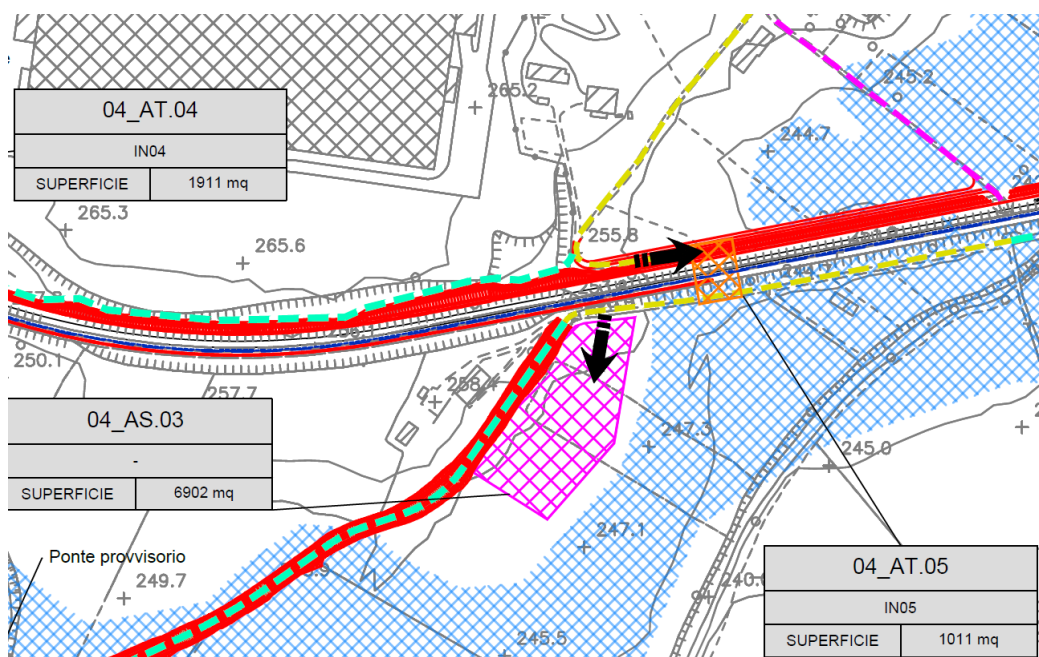 04_AT.04
IN04
SUPERFICIE 1911 mq
265.2
245.2
244.7
265.3
265.6
255.8
250.1
257.7
258.4
04_AS.03
-
SUPERFICIE 6902 mq
247.3
245.0
247.1
Ponte provvisorio
249.7
245.5
04_AT.05
IN05
SUPERFICIE 1011 mq